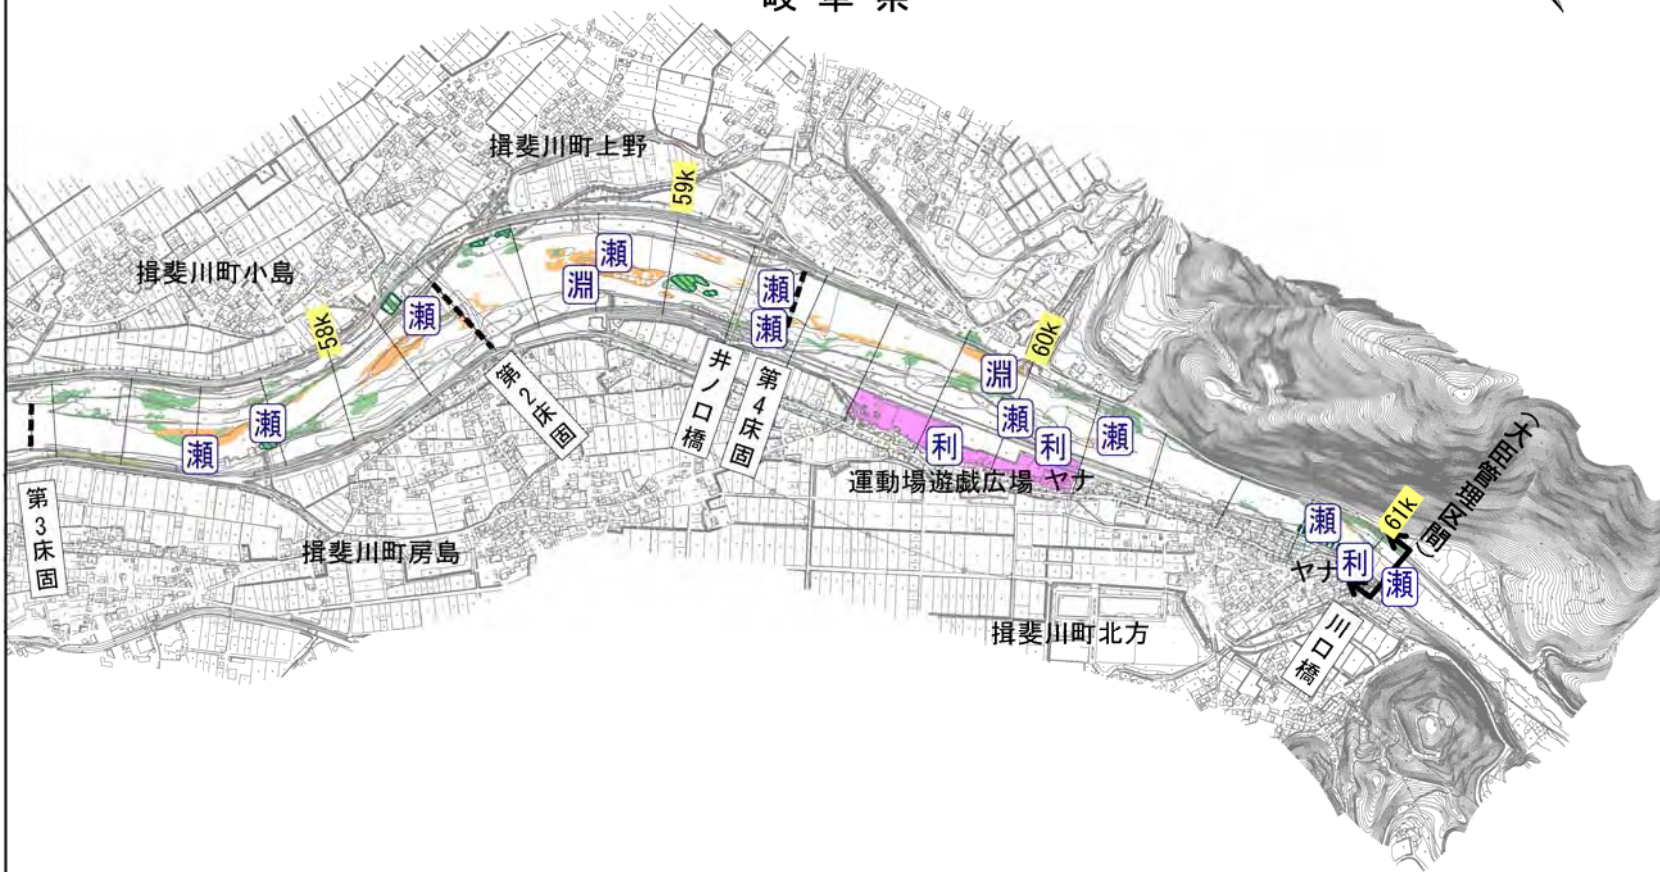 岐阜県
揖斐川町上野
59k
瀬
淵
揖斐川町小島
58k
瀬
瀬
瀬
第2床固
井ノ口橋
第4床固
60k
淵
瀬
瀬
瀬
利
利
瀬
運動場遊戯広場 ヤナ
第3床固
揖斐川町房島
(大臣管理区間)
61k
瀬
ヤナ
利
瀬
揖斐川町北方
川口橋